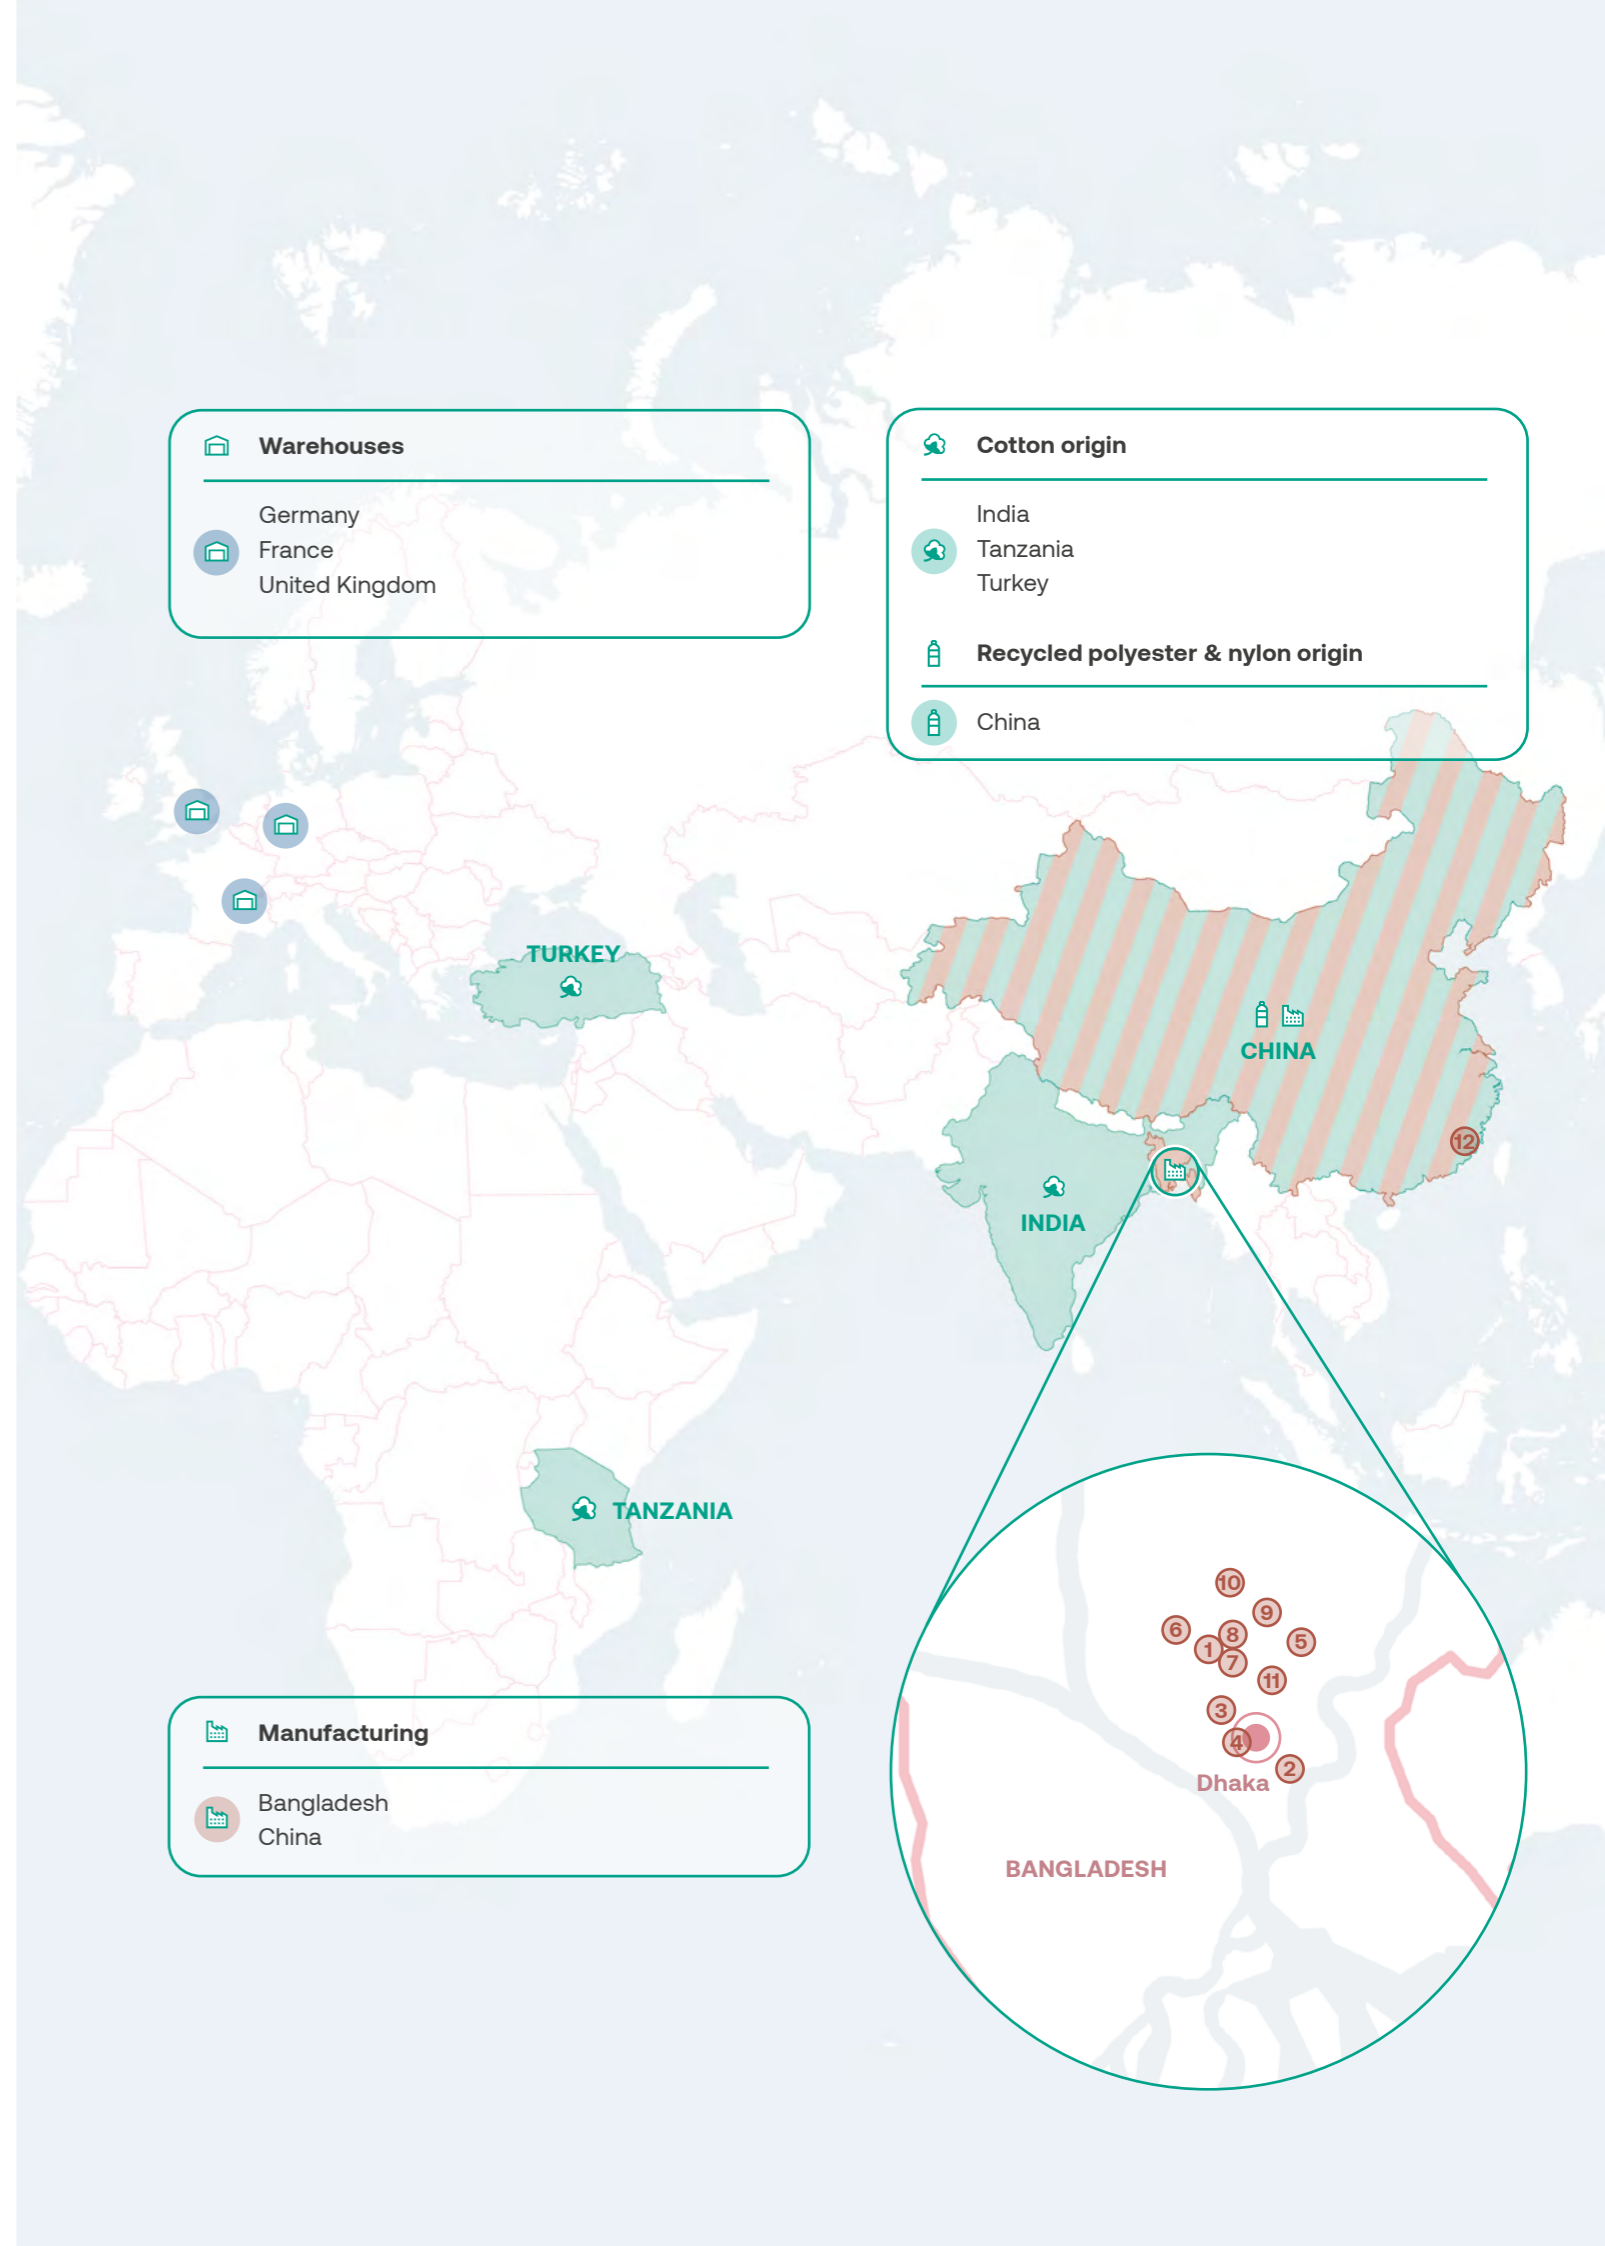 Warehouses
Germany
France
United Kingdom
Cotton origin
India
Tanzania
Turkey
Recycled polyester & nylon origin
China
TURKEY
CHINA
12
INDIA
TANZANIA
10
9
6
8
5
1
7
11
3
4
2
Dhaka
BANGLADESH
Manufacturing
Bangladesh
China